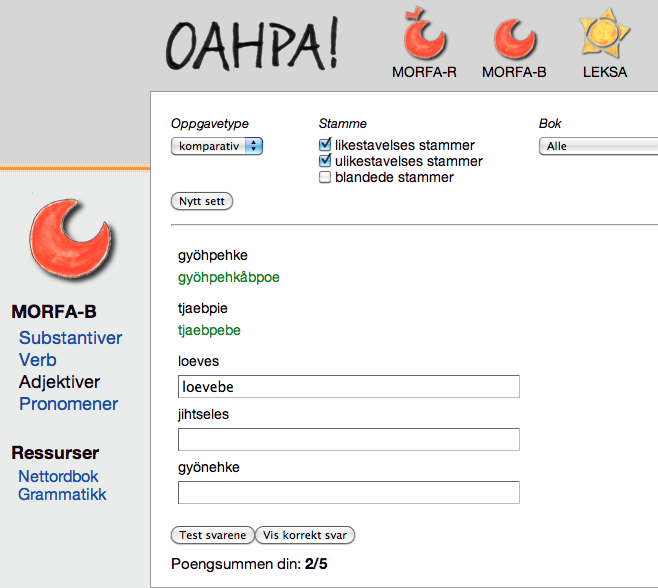 OAHPA!
MORFA-R MORFA-B LEKSA
Oppgavetype Stamme Bok
komparativ likestavelses stammer Alle
ulikestavelses stammer
blandede stammer
Nytt sett
gyöhpehke
gyöhpehkåbpoe
tjaebpie
tjaebpebe
loeves
loevebe
jihtseles
gyönehke
Test svarene Vis korrekt svar
Poengsummen din: 2/5
MORFA-B
Substantiver
Verb
Adjektiver
Pronomener
Ressurser
Nettordbok
Grammatikk